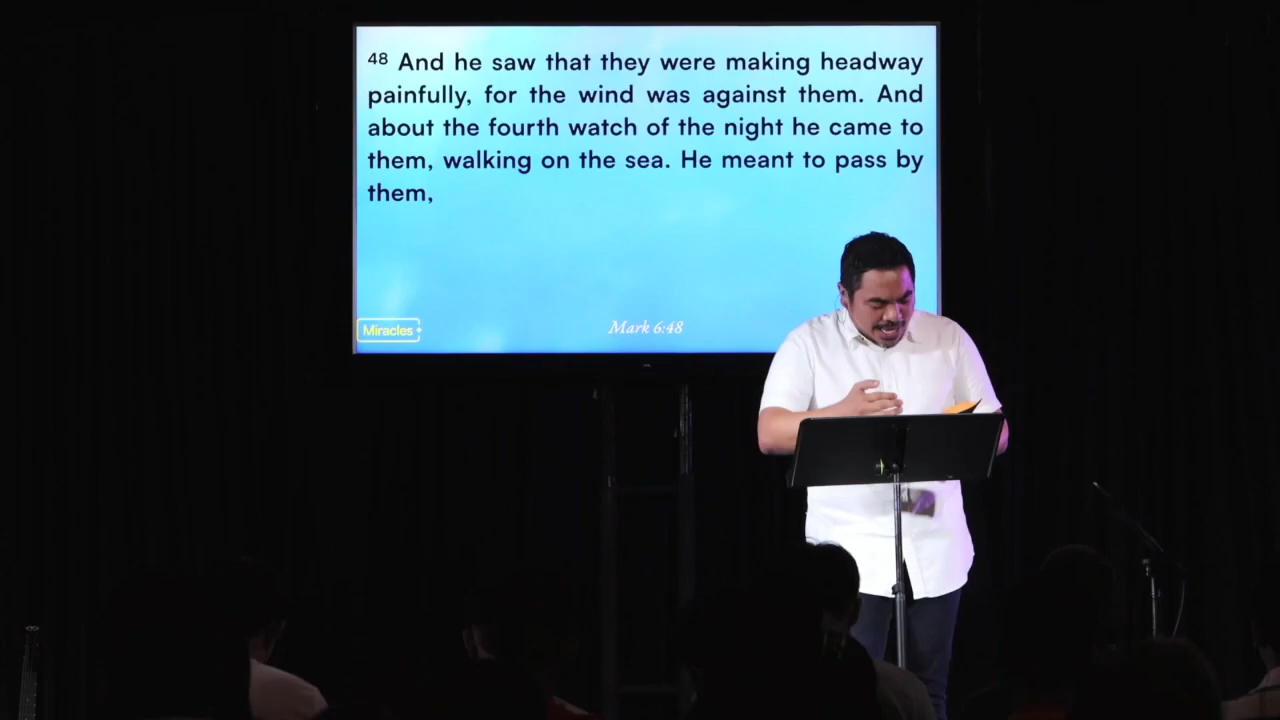 48 And he saw that they were making headway
painfully, for the wind was against them. And
about the fourth watch of the night he came to
them, walking on the sea. He meant to pass by
them,
Miracles
Mark 6:48